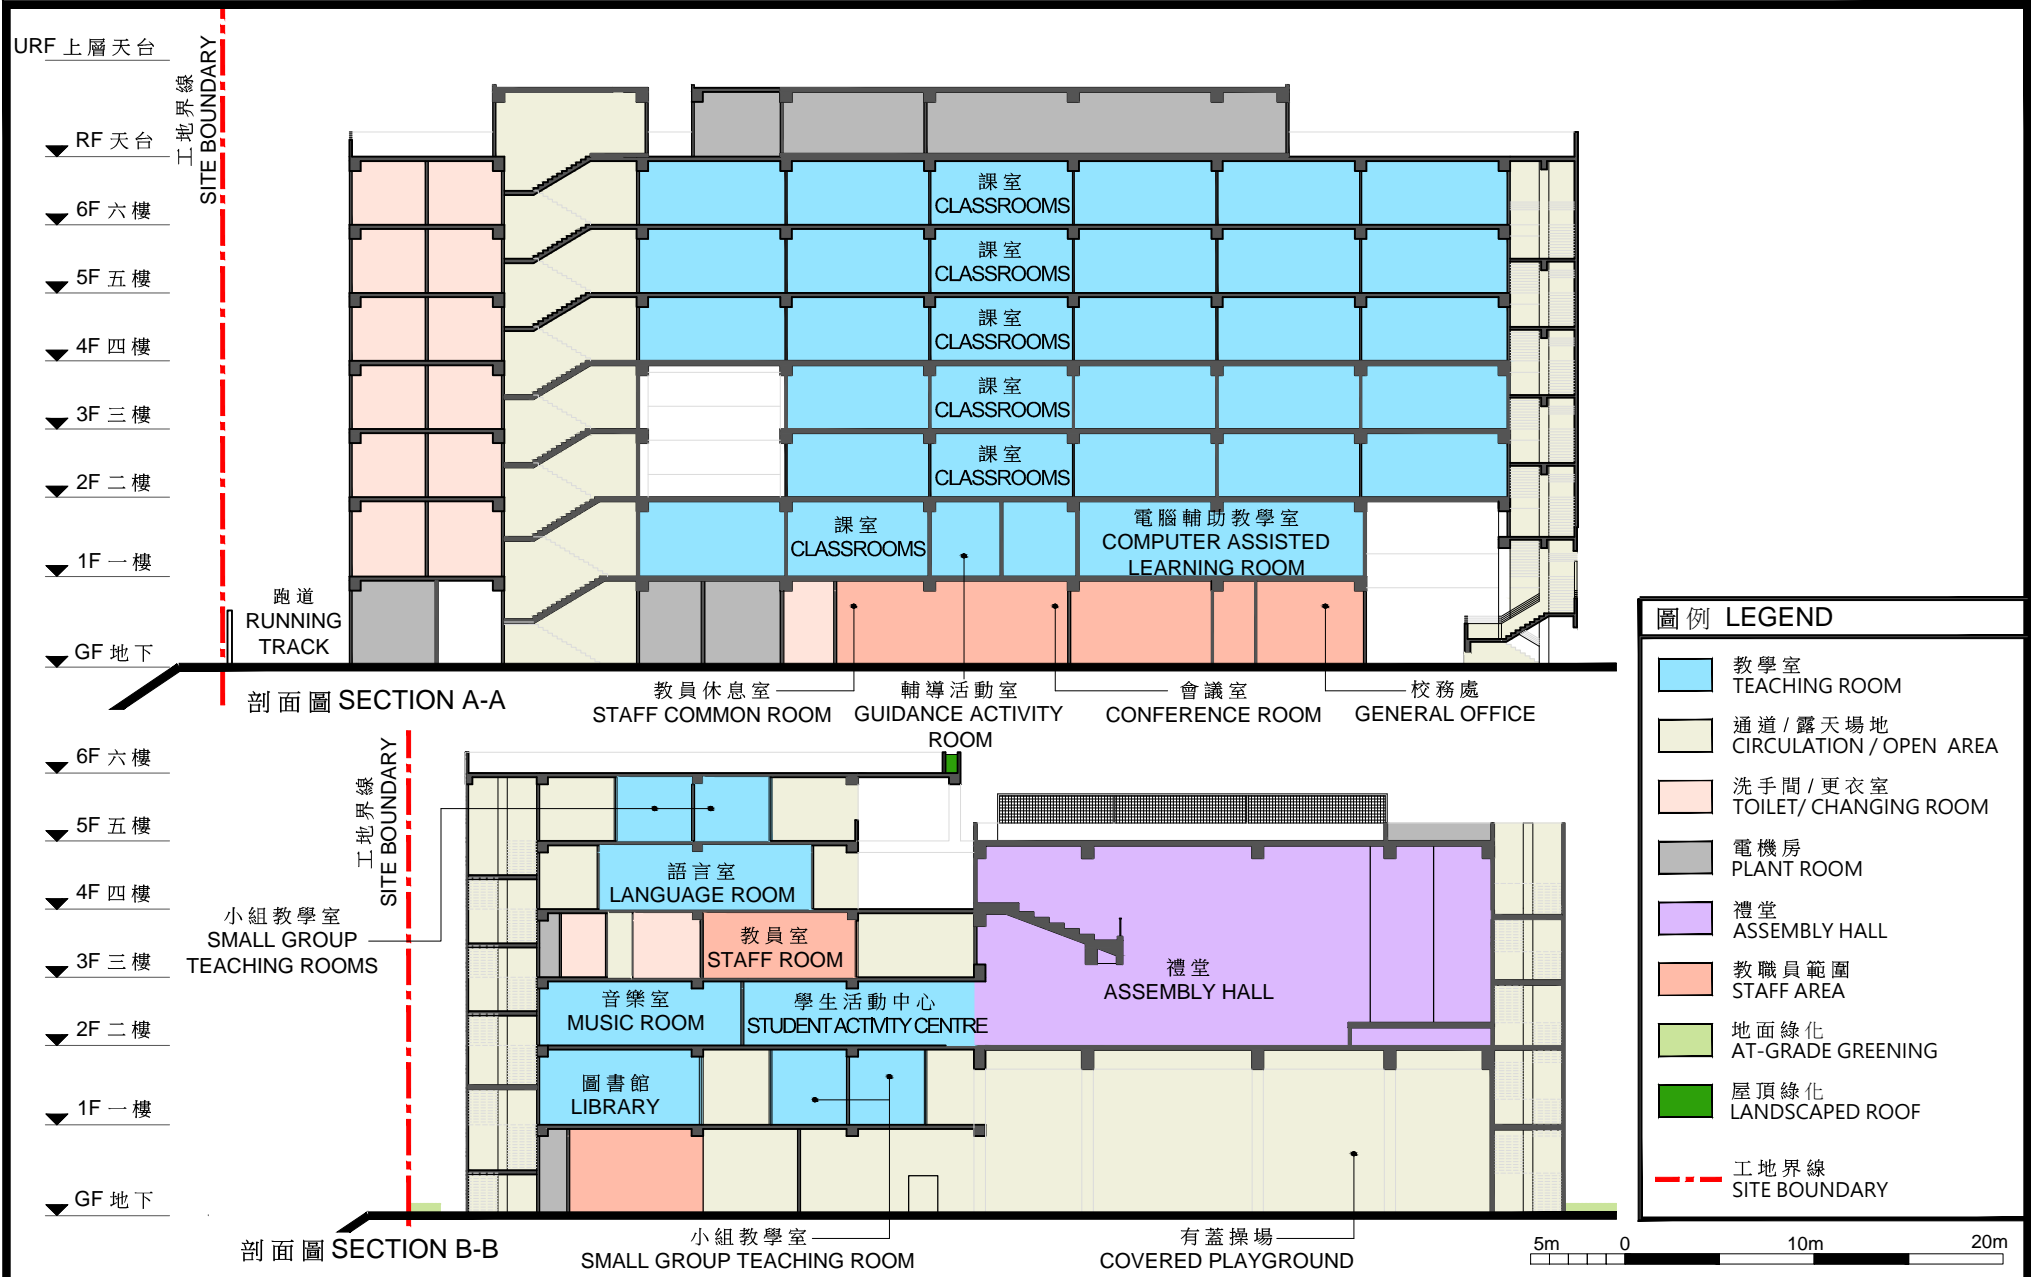 URF 上層天台
RF 天台
6F 六樓
5F 五樓
4F 四樓
3F 三樓
2F 二樓
1F 一樓
GF 地下
工地界線
SITE BOUNDARY
跑道
RUNNING
TRACK
課室
CLASSROOMS
課室
CLASSROOMS
課室
CLASSROOMS
課室
CLASSROOMS
課室
CLASSROOMS
課室
CLASSROOMS
電腦輔助教學室
COMPUTER ASSISTED
LEARNING ROOM
剖面圖 SECTION A-A
教員休息室
STAFF COMMON ROOM
輔導活動室
GUIDANCE ACTIVITY
ROOM
會議室
CONFERENCE ROOM
校務處
GENERAL OFFICE
6F 六樓
5F 五樓
4F 四樓
3F 三樓
2F 二樓
1F 一樓
GF 地下
工地界線
SITE BOUNDARY
小組教學室
SMALL GROUP
TEACHING ROOMS
語言室
LANGUAGE ROOM
教員室
STAFF ROOM
音樂室
MUSIC ROOM
學生活動中心
STUDENT ACTIVITY CENTRE
圖書館
LIBRARY
禮堂
ASSEMBLY HALL
剖面圖 SECTION B-B
小組教學室
SMALL GROUP TEACHING ROOM
有蓋操場
COVERED PLAYGROUND
圖例 LEGEND
教學室
TEACHING ROOM
通道/露天場地
CIRCULATION / OPEN AREA
洗手間/更衣室
TOILET/ CHANGING ROOM
電機房
PLANT ROOM
禮堂
ASSEMBLY HALL
教職員範圍
STAFF AREA
地面綠化
AT-GRADE GREENING
屋頂綠化
LANDSCAPED ROOF
工地界線
SITE BOUNDARY
5m 0 10m 20m